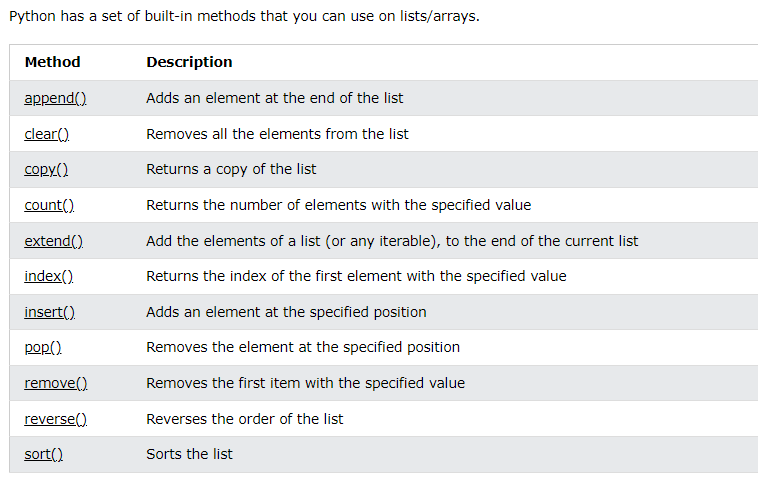 Python has a set of built-in methods that you can use on lists/arrays.
Method Description
append() Adds an element at the end of the list
clear() Removes all the elements from the list
copy() Returns a copy of the list
count() Returns the number of elements with the specified value
extend() Add the elements of a list (or any iterable), to the end of the current list
index() Returns the index of the first element with the specified value
insert() Adds an element at the specified position
pop() Removes the element at the specified position
remove() Removes the first item with the specified value
reverse() Reverses the order of the list
sort() Sorts the list